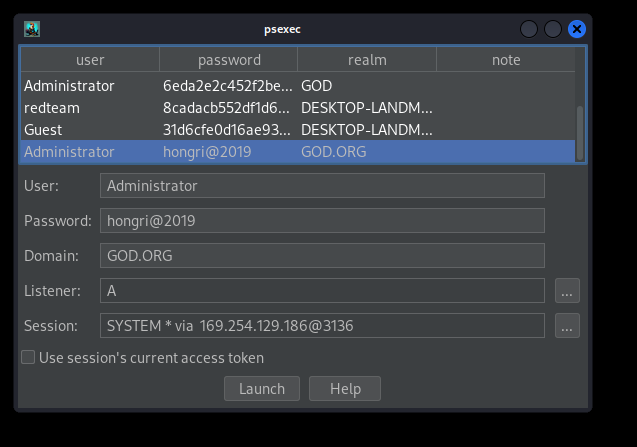 psexec
user password realm note
Administrator 6eda2e2c452f2be... GOD
redteam 8cadacb552df1d6... DESKTOP-LANDM...
Guest 31d6cfe0d16ae93... DESKTOP-LANDM...
Administrator hongri@2019 GOD.ORG
User: Administrator
Password: hongri@2019
Domain: GOD.ORG
Listener: A ...
Session: SYSTEM * via 169.254.129.186@3136 ...
Use session's current access token
Launch Help